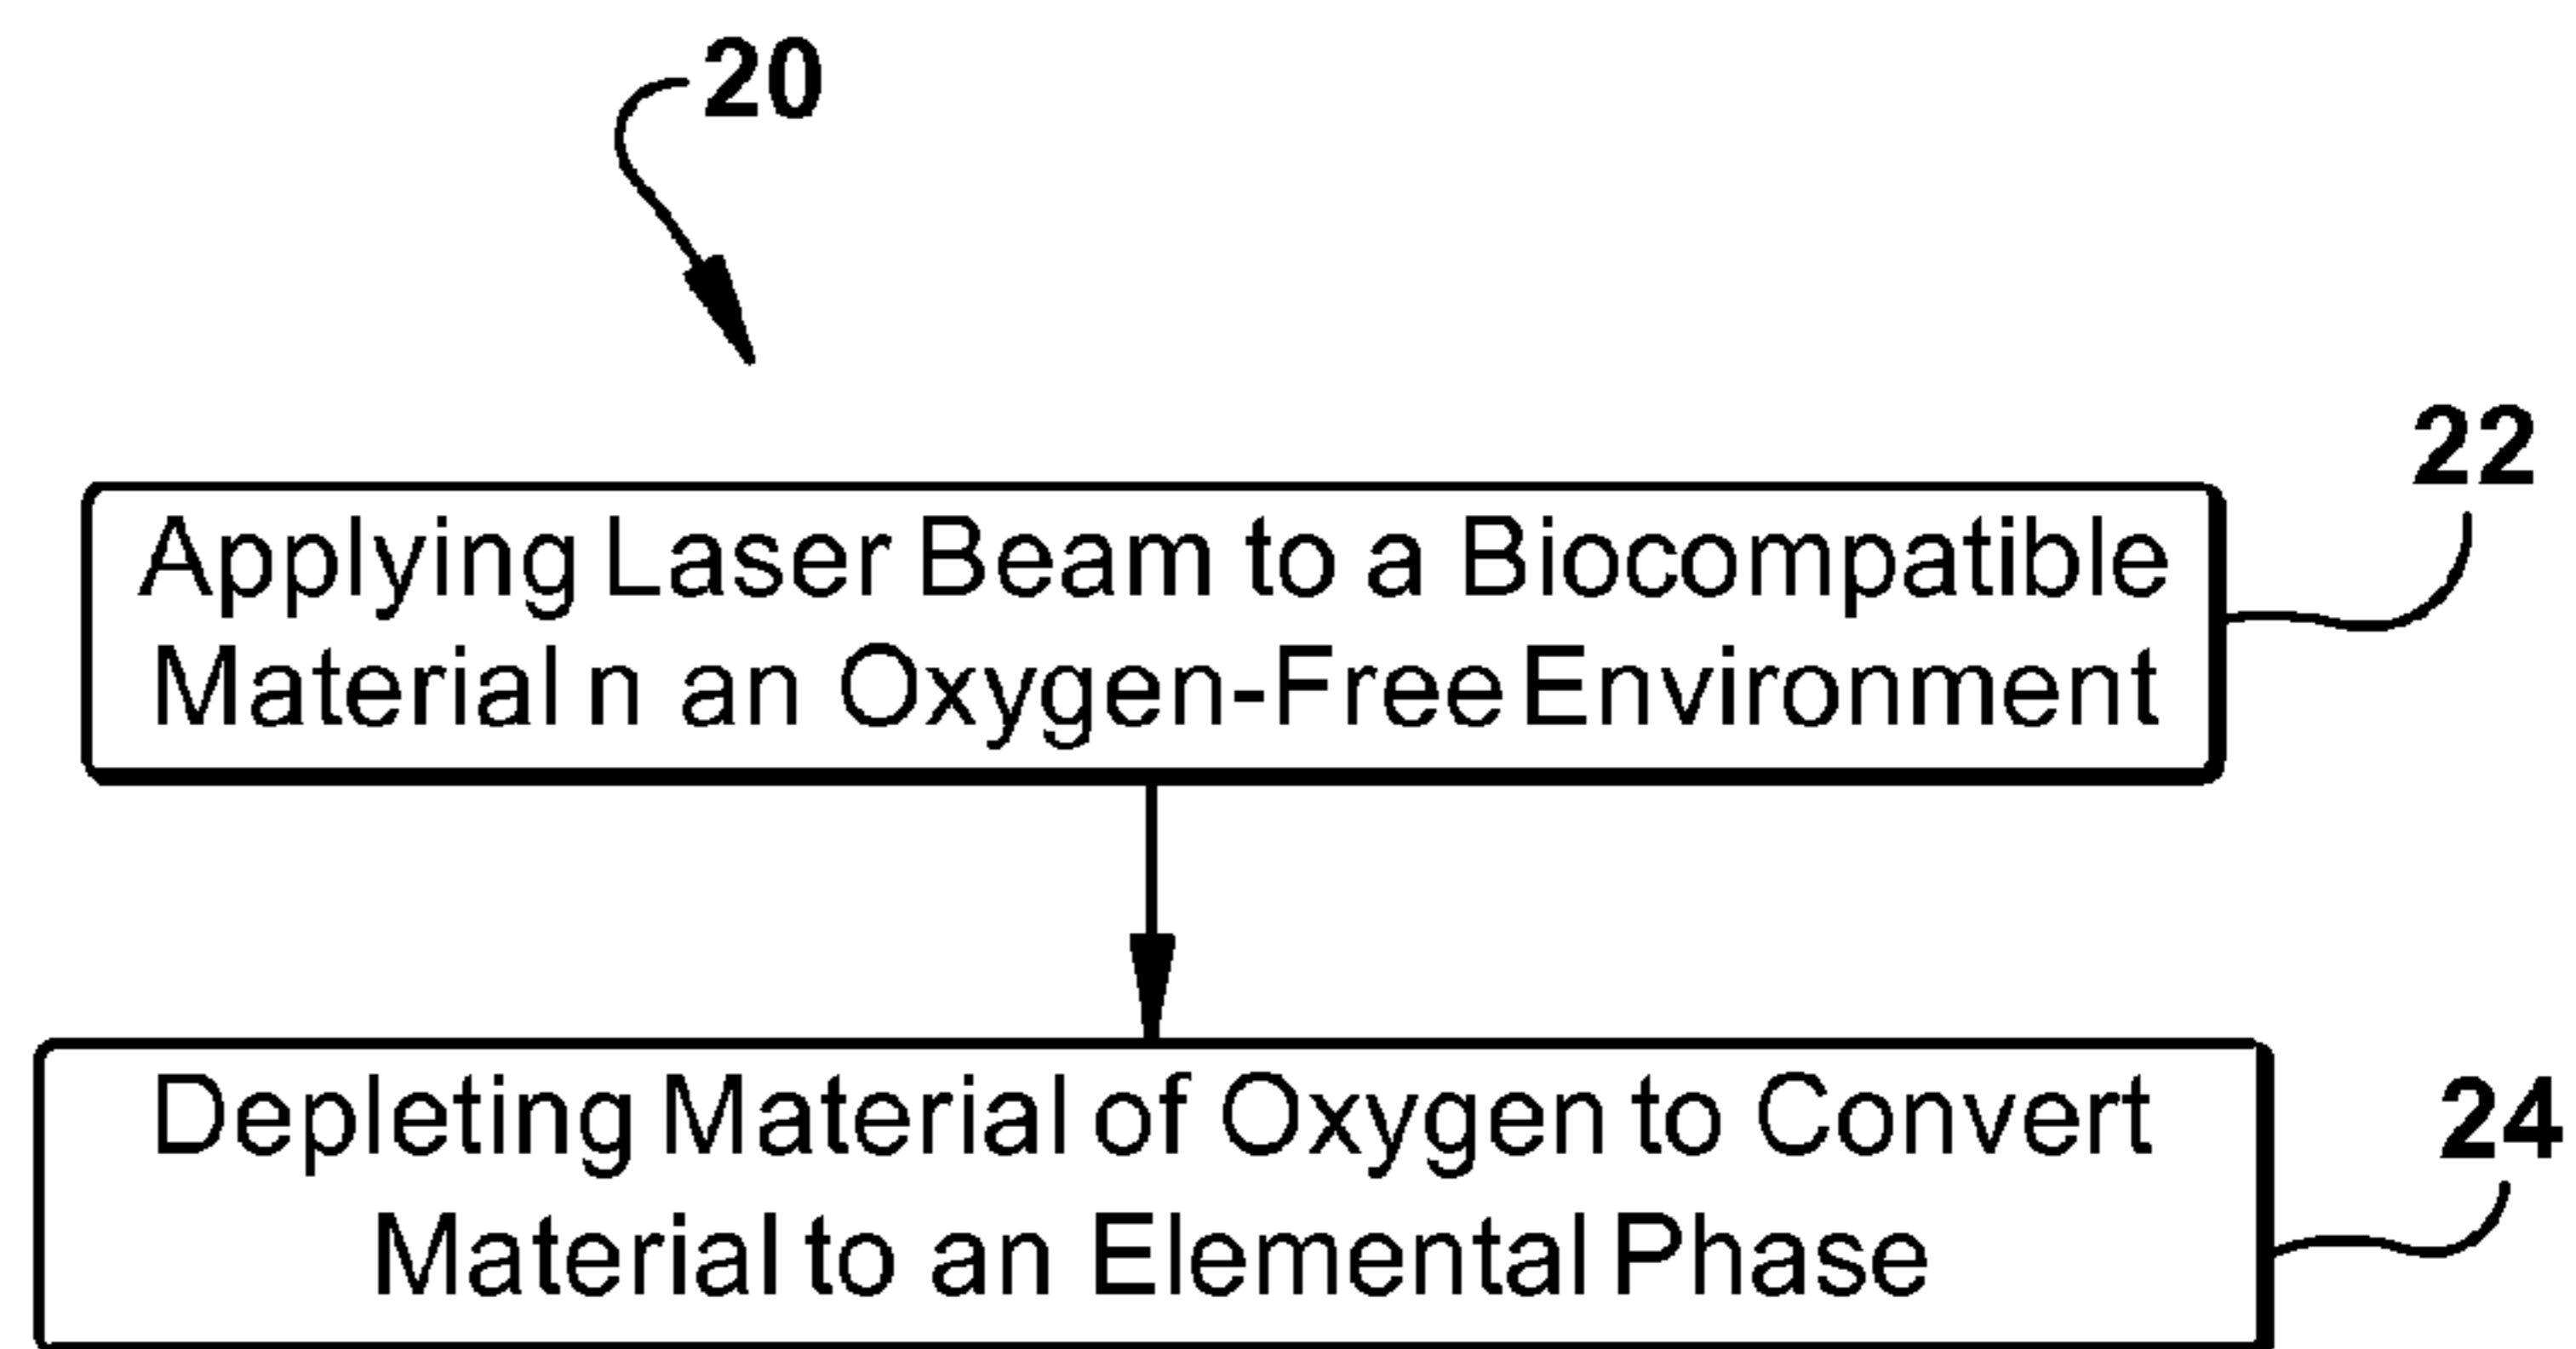 20
22
Applying Laser Beam to a Biocompatible
Material n an Oxygen-Free Environment
Depleting Material of Oxygen to Convert
24
Material to an Elemental Phase